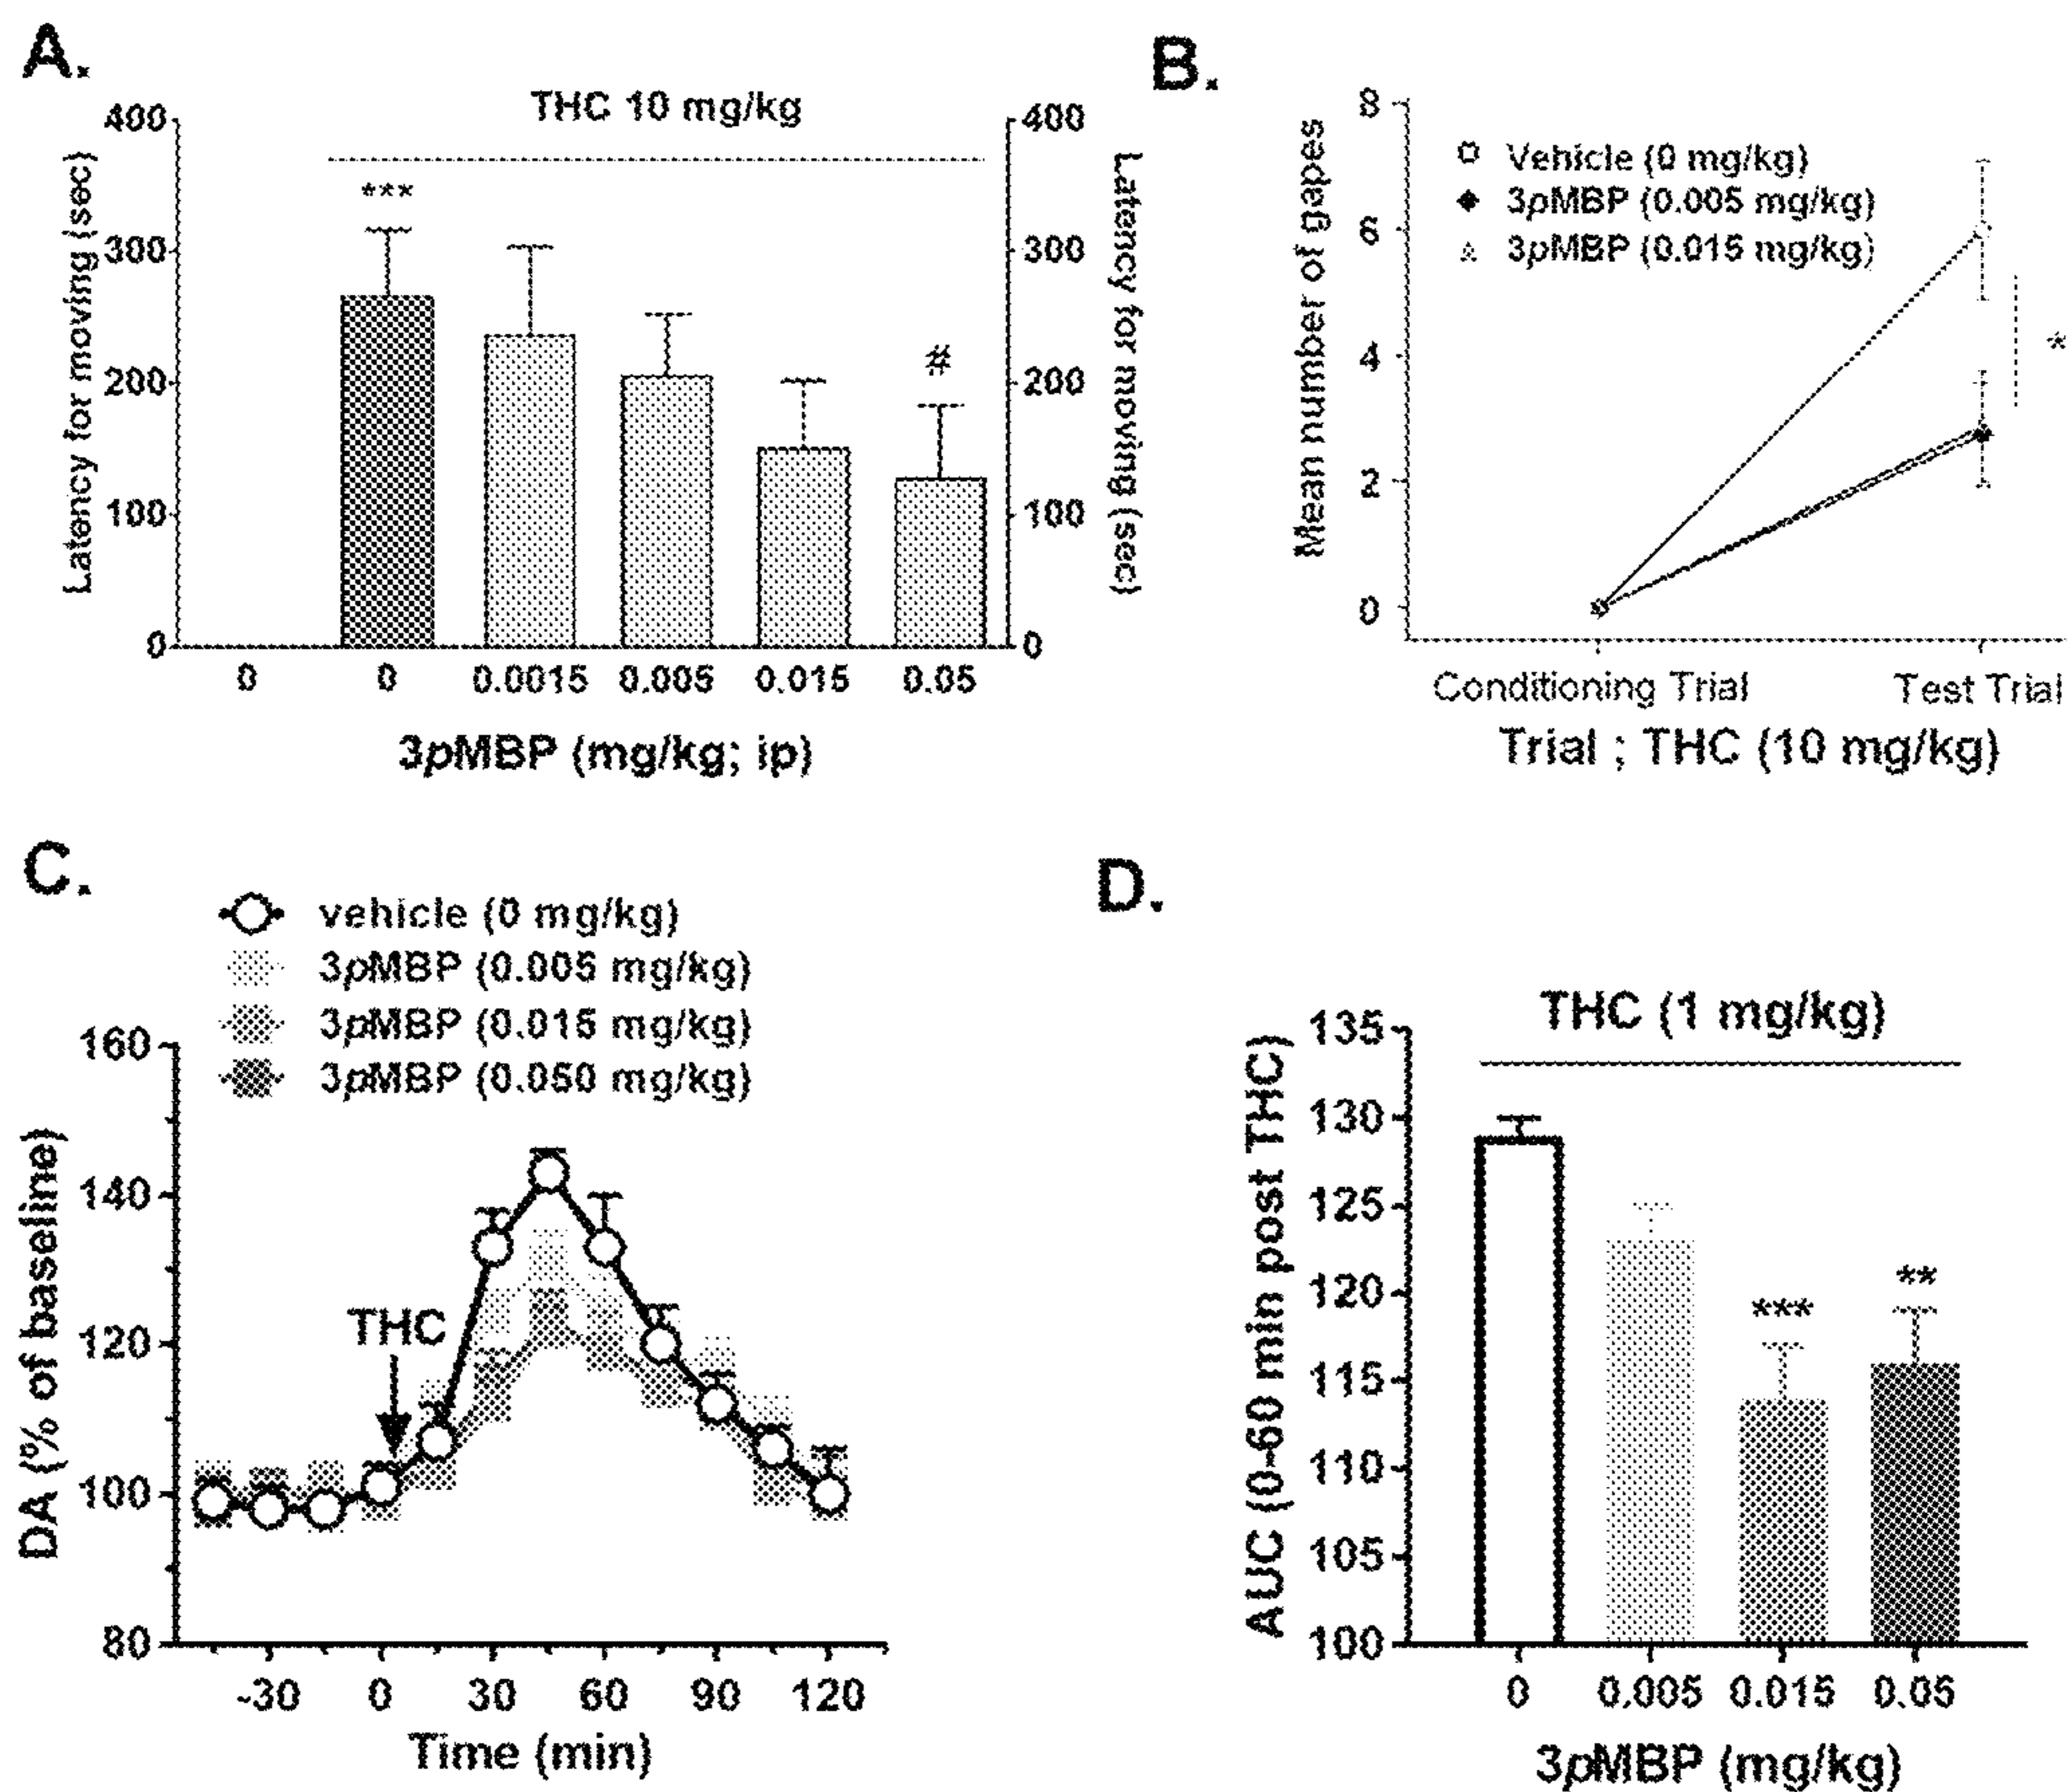 A.
THC 10 mg/kg
Latency for moving (sec)
400
300
200
100
0
***
#
400
300
200
100
0
Latency for moving (sec)
0 0 0.0015 0.005 0.015 0.05
3pMBP (mg/kg; ip)
B.
Mean number of gapes
8
6
4
2
0
Vehicle (0 mg/kg)
3pMBP (0.005 mg/kg)
3pMBP (0.015 mg/kg)
*
Conditioning Trial Test Trial
Trial ; THC (10 mg/kg)
C.
vehicle (0 mg/kg)
3pMBP (0.005 mg/kg)
3pMBP (0.015 mg/kg)
3pMBP (0.050 mg/kg)
DA (% of baseline)
160
140
120
100
80
THC
-30 0 30 60 90 120
Time (min)
D.
THC (1 mg/kg)
AUC (0-60 min post THC)
135
130
125
120
115
110
105
100
***
**
0 0.005 0.015 0.05
3pMBP (mg/kg)